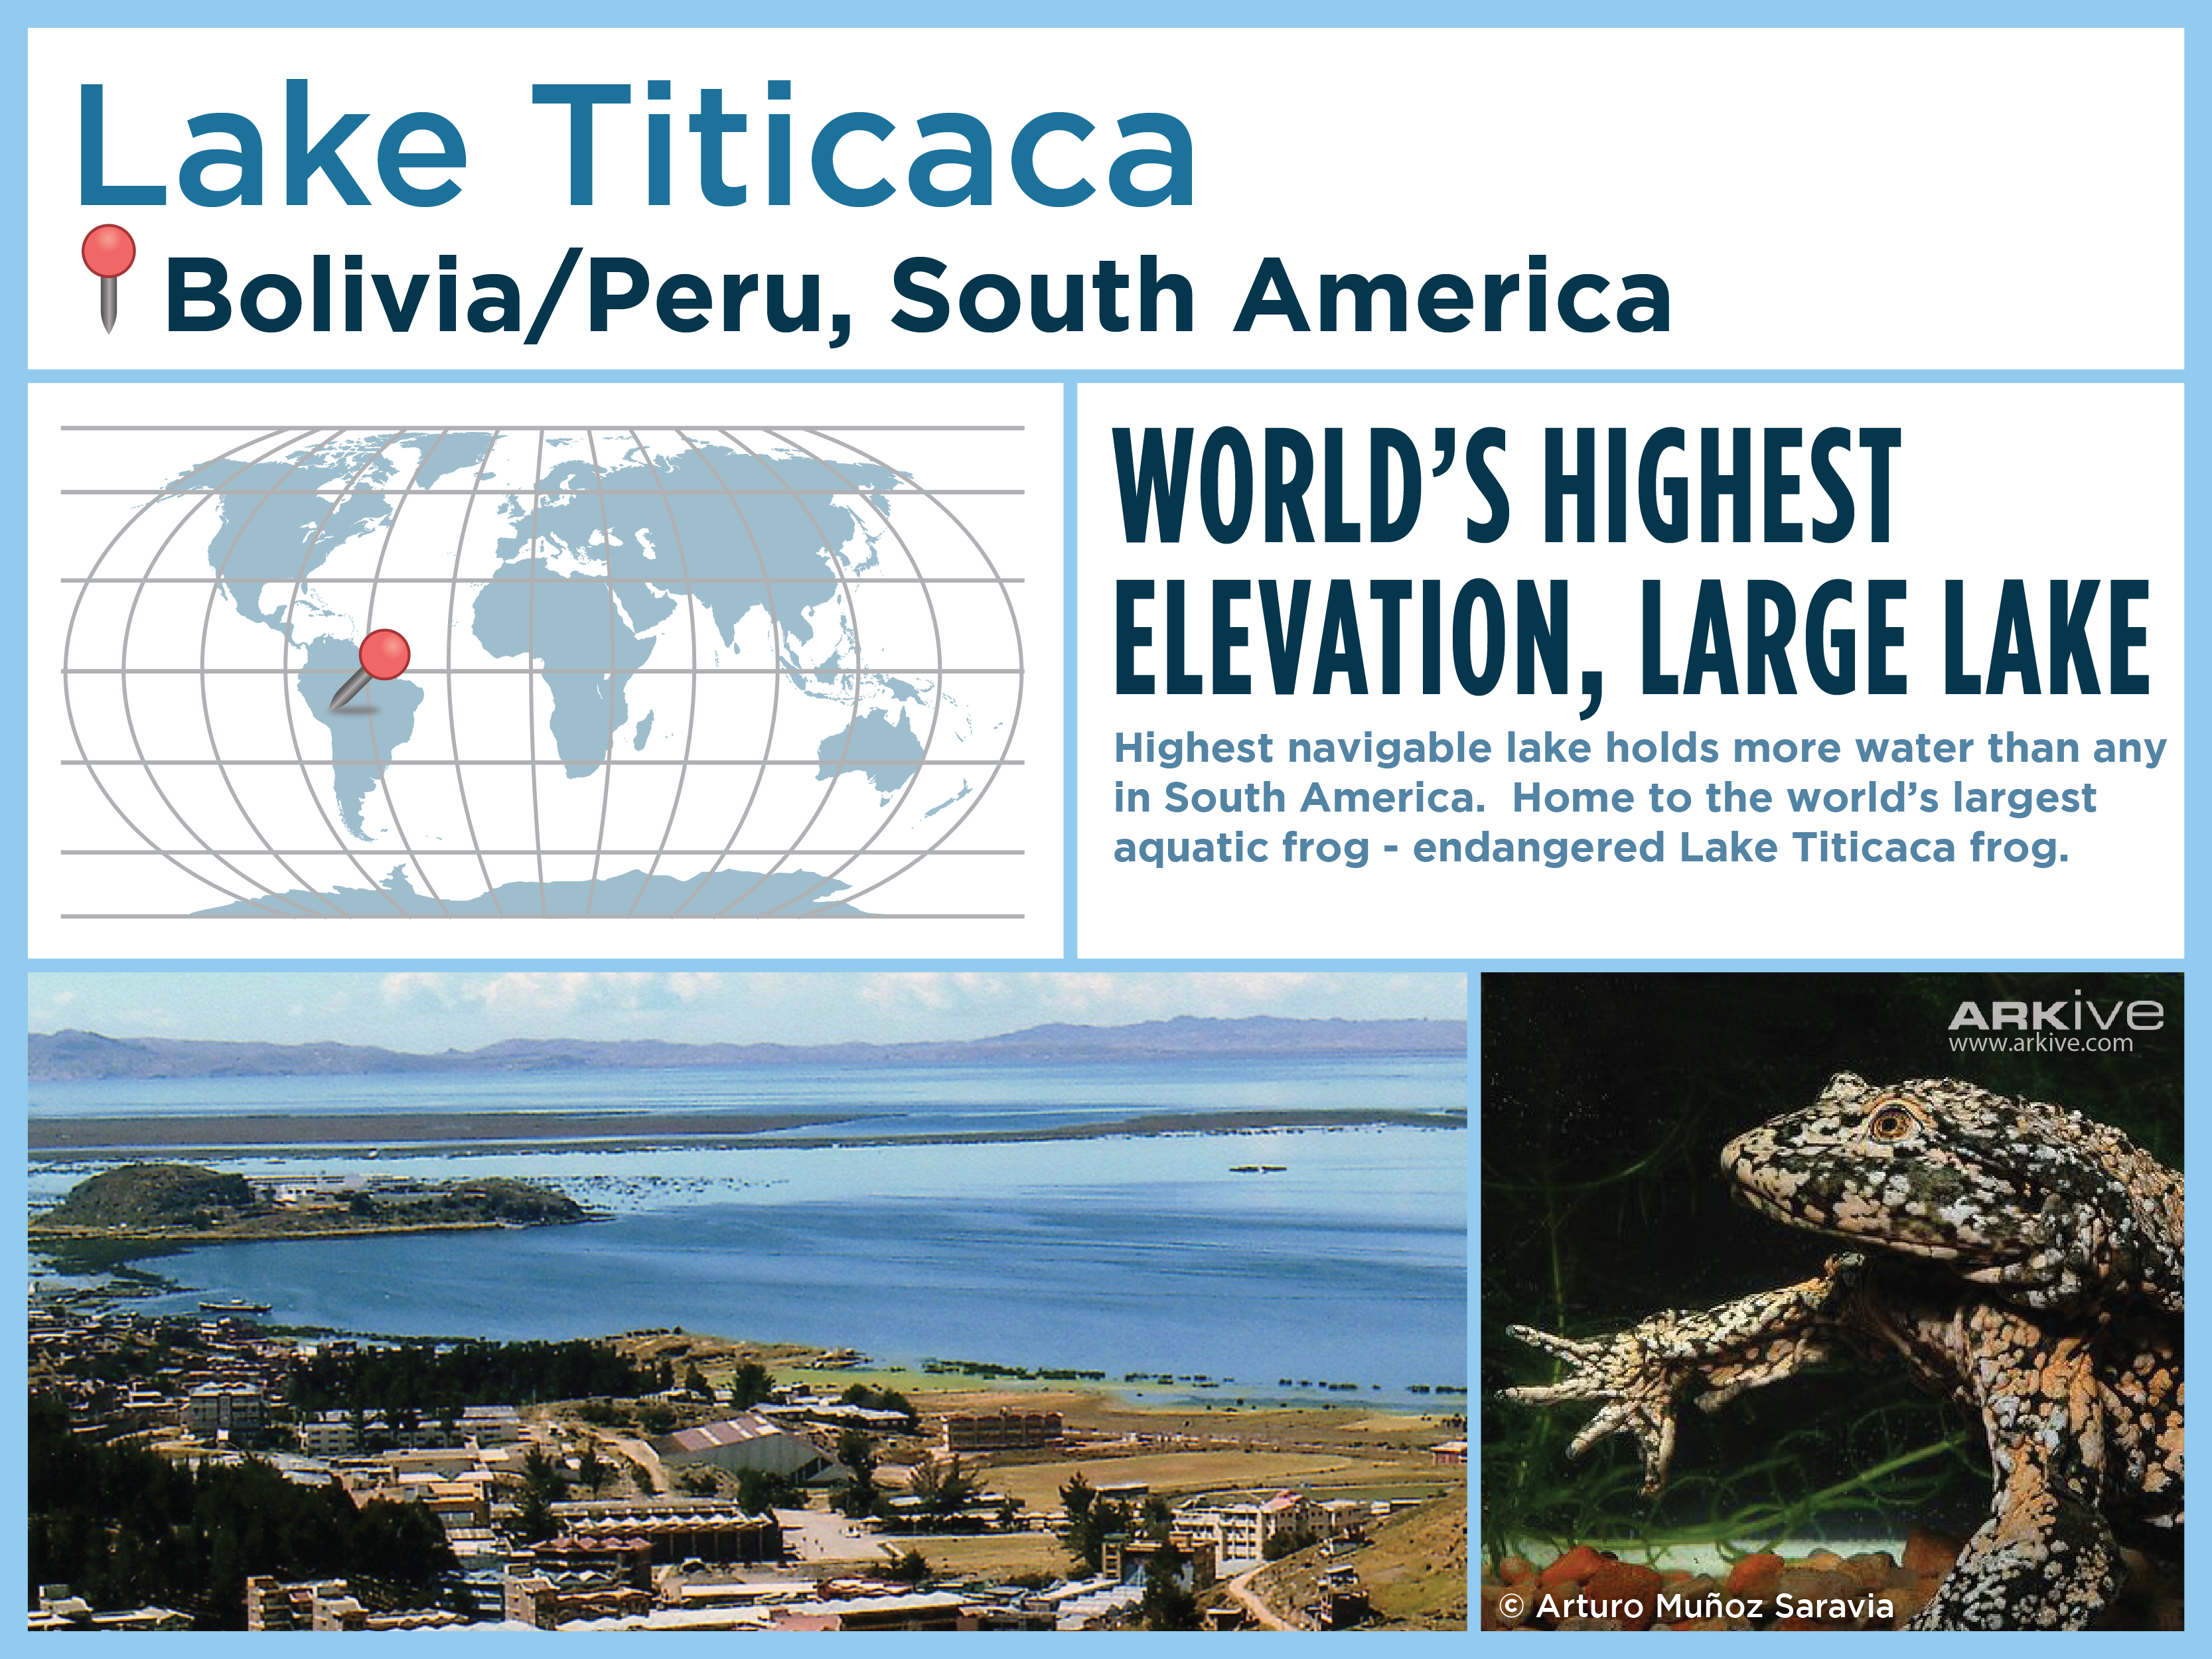 Lake Titicaca
Bolivia/Peru, South America
WORLD’S HIGHEST
ELEVATION, LARGE LAKE
Highest navigable lake holds more water than any
in South America.  Home to the world’s largest
aquatic frog - endangered Lake Titicaca frog.
ARKive
www.arkive.com
© Arturo Muñoz Saravia